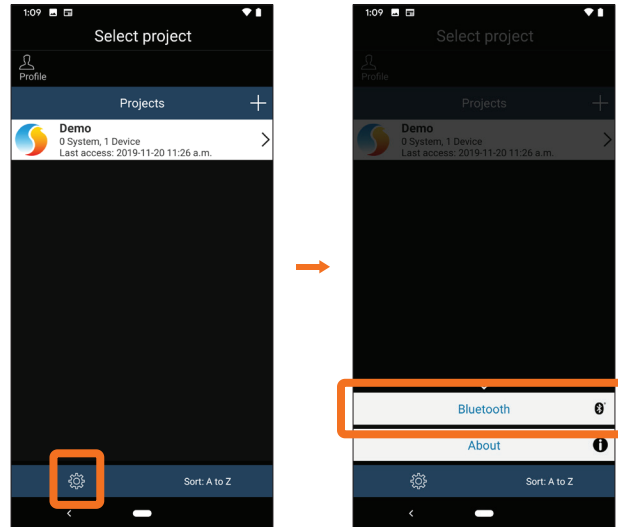 1:09
Select project
Profile
Projects
Demo
0 System, 1 Device
Last access: 2019-11-20 11:26 a.m.
Sort: A to Z
1:09
Select project
Profile
Projects
Demo
0 System, 1 Device
Last access: 2019-11-20 11:26 a.m.
Bluetooth
About
Sort: A to Z